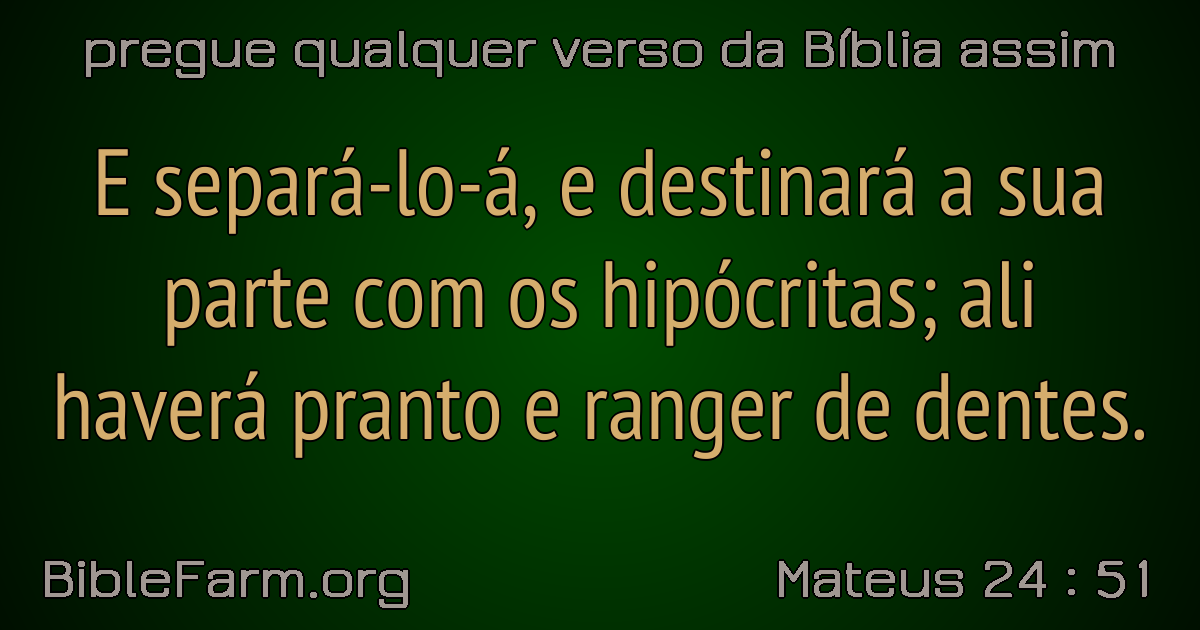 pregue qualquer verso da Bíblia assim
E separá-lo-á, e destinará a sua
parte com os hipócritas; ali
haverá pranto e ranger de dentes.
BibleFarm.org
Mateus 24 : 51